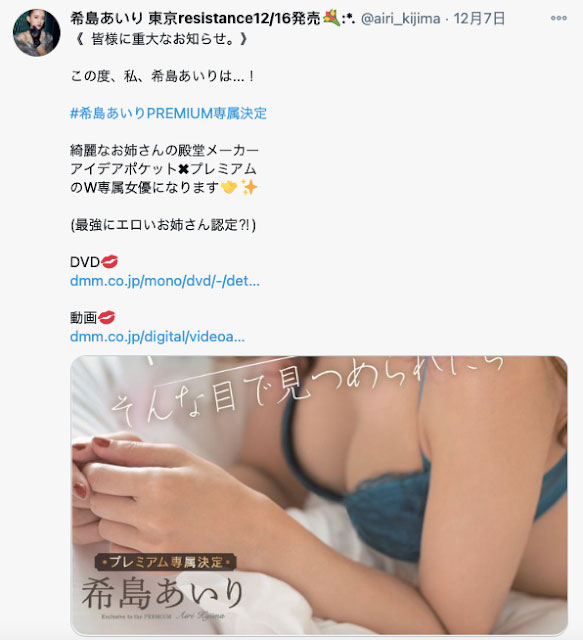 希島あいり 東京resistance12/16発売💐:*. @airi_kijima · 12月7日
《 皆様に重大なお知らせ。》
この度、私、希島あいりは...！
#希島あいりPREMIUM専属決定
綺麗なお姉さんの殿堂メーカー
アイデアポケット✖プレミアム
のW専属女優になります🤝✨
(最強にエロいお姉さん認定?!)
DVD💋
dmm.co.jp/mono/dvd/-/det...
動画💋
dmm.co.jp/digital/videoa...
そんな目で見つめられたら
プレミアム専属決定
希島あいり
Exclusive to the PREMIUM Airi Kijima